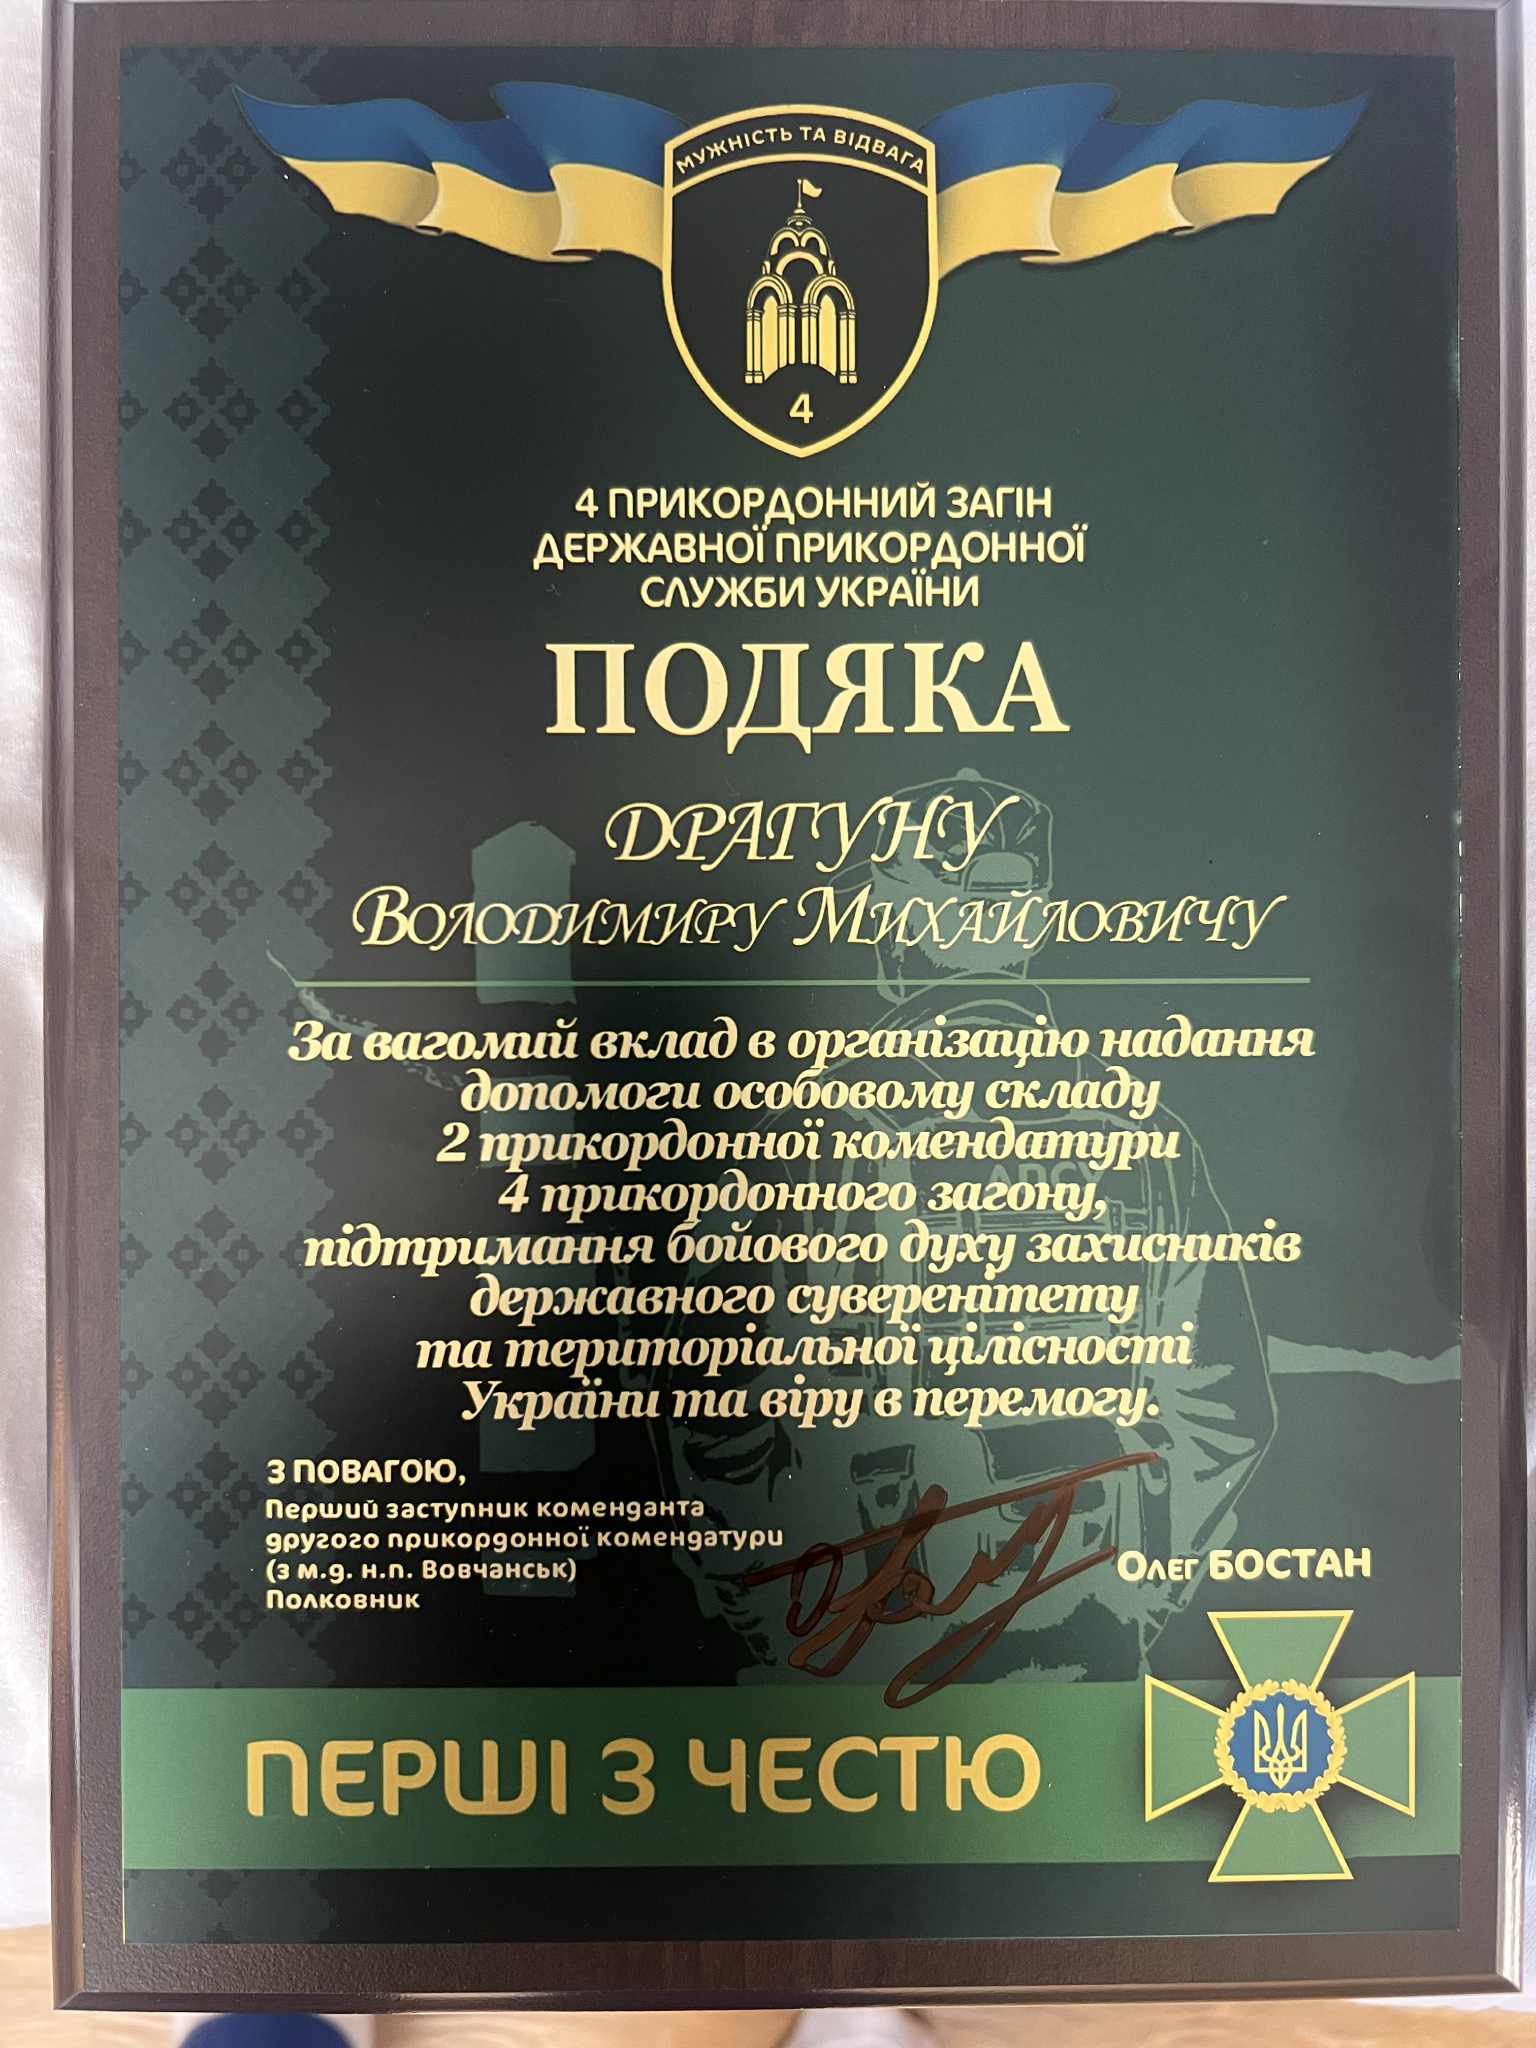 МУЖНІСТЬ ТА ВІДВАГА
4
4 ПРИКОРДОННИЙ ЗАГІН
ДЕРЖАВНОЇ ПРИКОРДОННОЇ
СЛУЖБИ УКРАЇНИ
ПОДЯКА
ДРАГУНУ
ВОЛОДИМИРУ МИХАЙЛОВИЧУ
За вагомий вклад в організацію надання
допомоги особовому складу
2 прикордонної комендатури
4 прикордонного загону,
підтримання бойового духу захисників
державного суверенітету
та територіальної цілісності
України та віру в перемогу.
З ПОВАГОЮ,
Перший заступник коменданта
другого прикордонної комендатури
(з м.д. н.п. Вовчанськ)
Полковник
Олег БОСТАН
ПЕРШІ З ЧЕСТЮ